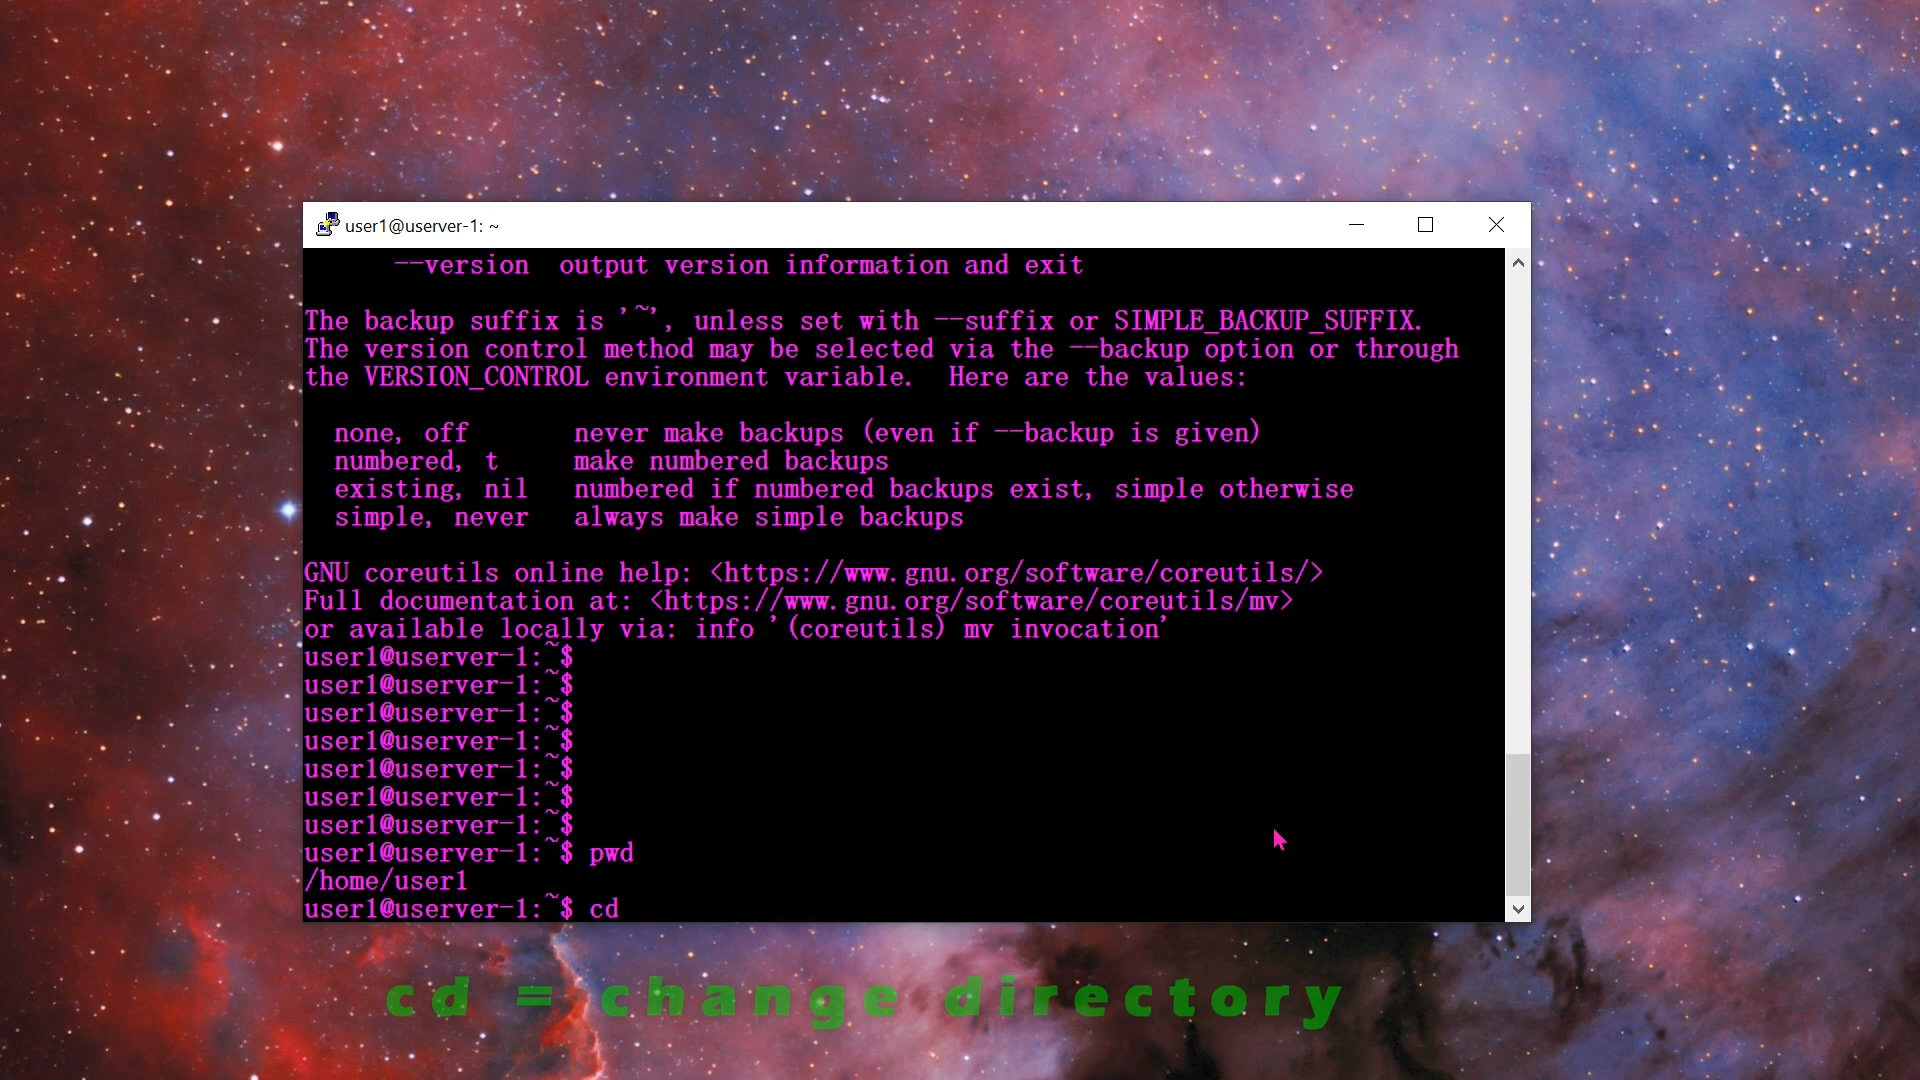 user1@userver-1: ~
--version  output version information and exit
The backup suffix is '~', unless set with --suffix or SIMPLE_BACKUP_SUFFIX.
The version control method may be selected via the --backup option or through
the VERSION_CONTROL environment variable.  Here are the values:
none, off       never make backups (even if --backup is given)
numbered, t     make numbered backups
existing, nil   numbered if numbered backups exist, simple otherwise
simple, never   always make simple backups
GNU coreutils online help: <https://www.gnu.org/software/coreutils/>
Full documentation at: <https://www.gnu.org/software/coreutils/mv>
or available locally via: info '(coreutils) mv invocation'
user1@userver-1:~$
user1@userver-1:~$
user1@userver-1:~$
user1@userver-1:~$
user1@userver-1:~$
user1@userver-1:~$
user1@userver-1:~$
user1@userver-1:~$ pwd
/home/user1
user1@userver-1:~$ cd
cd = change directory